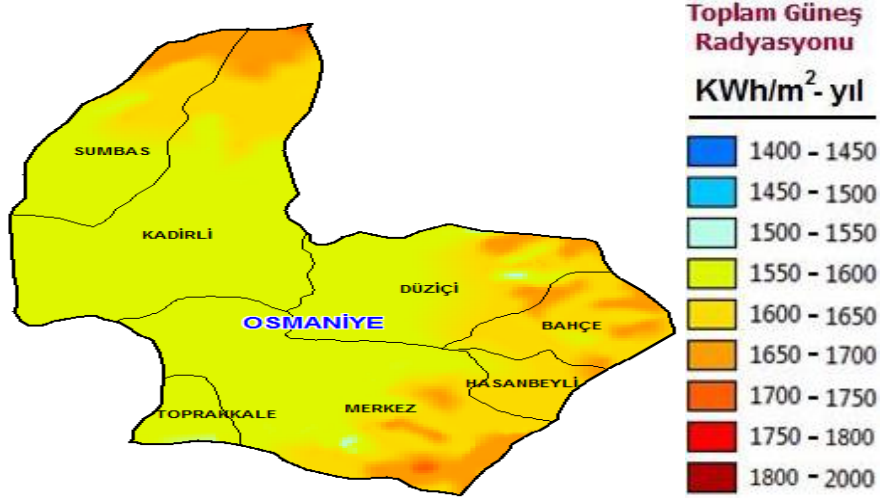 Toplam Güneş
Radyasyonu
KWh/m²- yıl
1400 - 1450
1450 - 1500
1500 - 1550
1550 - 1600
1600 - 1650
1650 - 1700
1700 - 1750
1750 - 1800
1800 - 2000
SUMBAS
KADİRLİ
DÜZİÇİ
OSMANİYE
BAHÇE
HASANBEYLİ
TOPRAKKALE
MERKEZ